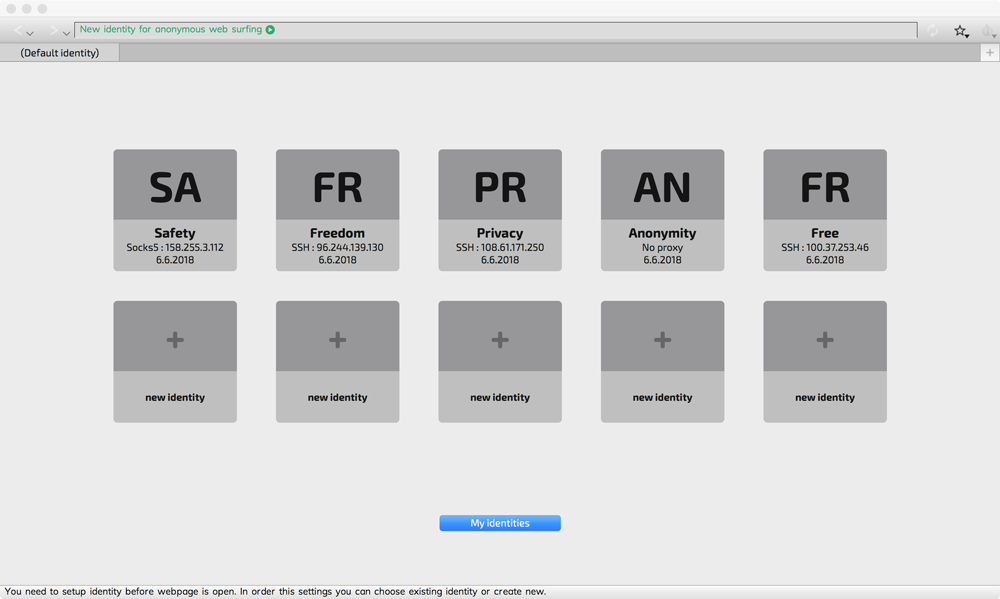 New identity for anonymous web surfing
(Default identity)
SA
Safety
Socks5 : 158.255.3.112
6.6.2018
FR
Freedom
SSH : 96.244.139.130
6.6.2018
PR
Privacy
SSH : 108.61.171.250
6.6.2018
AN
Anonymity
No proxy
6.6.2018
FR
Free
SSH : 100.37.253.46
6.6.2018
new identity
new identity
new identity
new identity
new identity
My identities
You need to setup identity before webpage is open. In order this settings you can choose existing identity or create new.